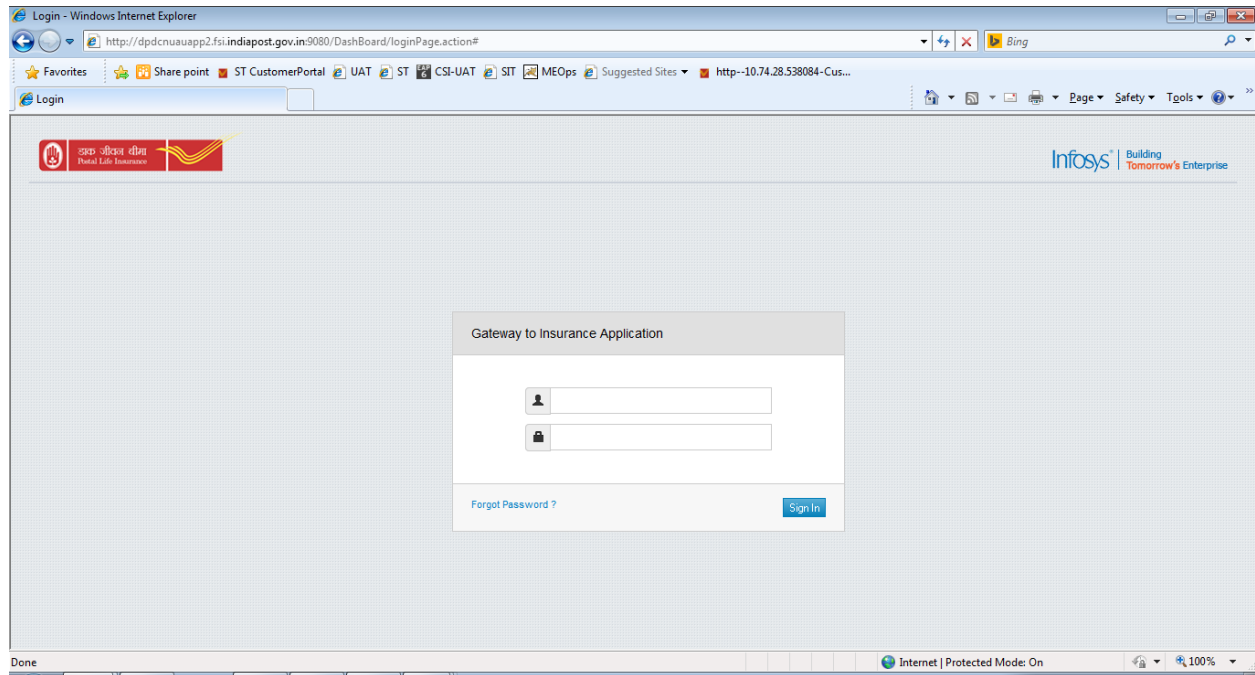 Login - Windows Internet Explorer
http://dpdcnuauapp2.fsi.indiapost.gov.in:9080/DashBoard/loginPage.action#
Bing
Favorites Share point ST CustomerPortal UAT ST CSI-UAT SIT MEOps Suggested Sites http--10.74.28.538084-Cus...
Login
Page Safety Tools
डाक जीवन बीमा
Postal Life Insurance
Infosys | Building
Tomorrow's Enterprise
Gateway to Insurance Application
Forgot Password ?
Sign In
Done
Internet | Protected Mode: On
100%